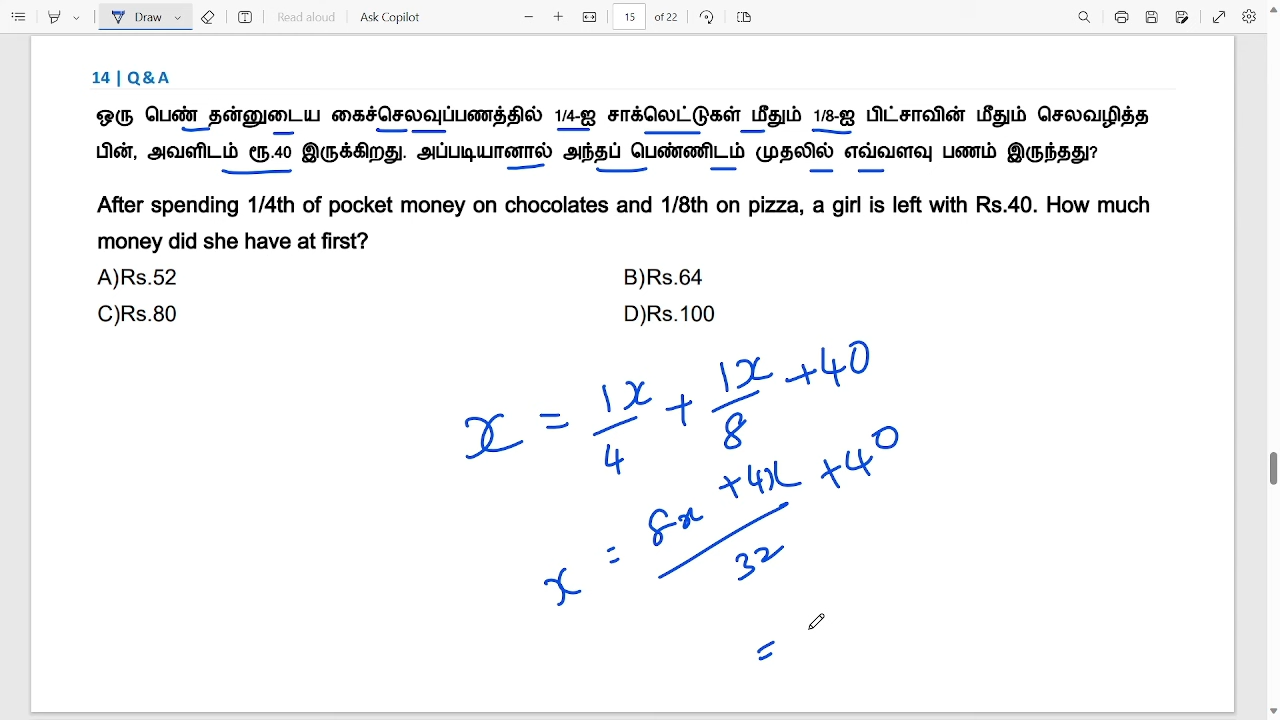 Draw
Read aloud
Ask Copilot
15 of 22
14 | Q&A
ஒரு பெண் தன்னுடைய கைச்செலவுப்பணத்தில் 1/4-ஐ சாக்லெட்டுகள் மீதும் 1/8-ஐ பிட்சாவின் மீதும் செலவழித்த
பின், அவளிடம் ரூ.40 இருக்கிறது. அப்படியானால் அந்தப் பெண்ணிடம் முதலில் எவ்வளவு பணம் இருந்தது?
After spending 1/4th of pocket money on chocolates and 1/8th on pizza, a girl is left with Rs.40. How much
money did she have at first?
A)Rs.52
B)Rs.64
C)Rs.80
D)Rs.100
x = 1x/4 + 1x/8 + 40
x = 8x + 4x/32 + 40
=